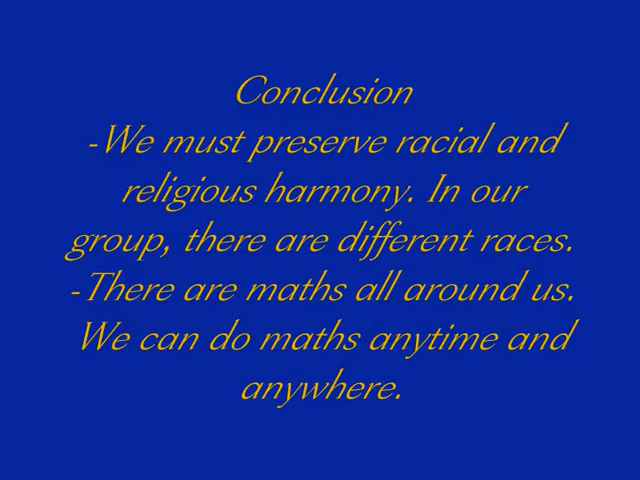 Conclusion
-We must preserve racial and
religious harmony. In our
group, there are different races.
-There are maths all around us.
We can do maths anytime and
anywhere.